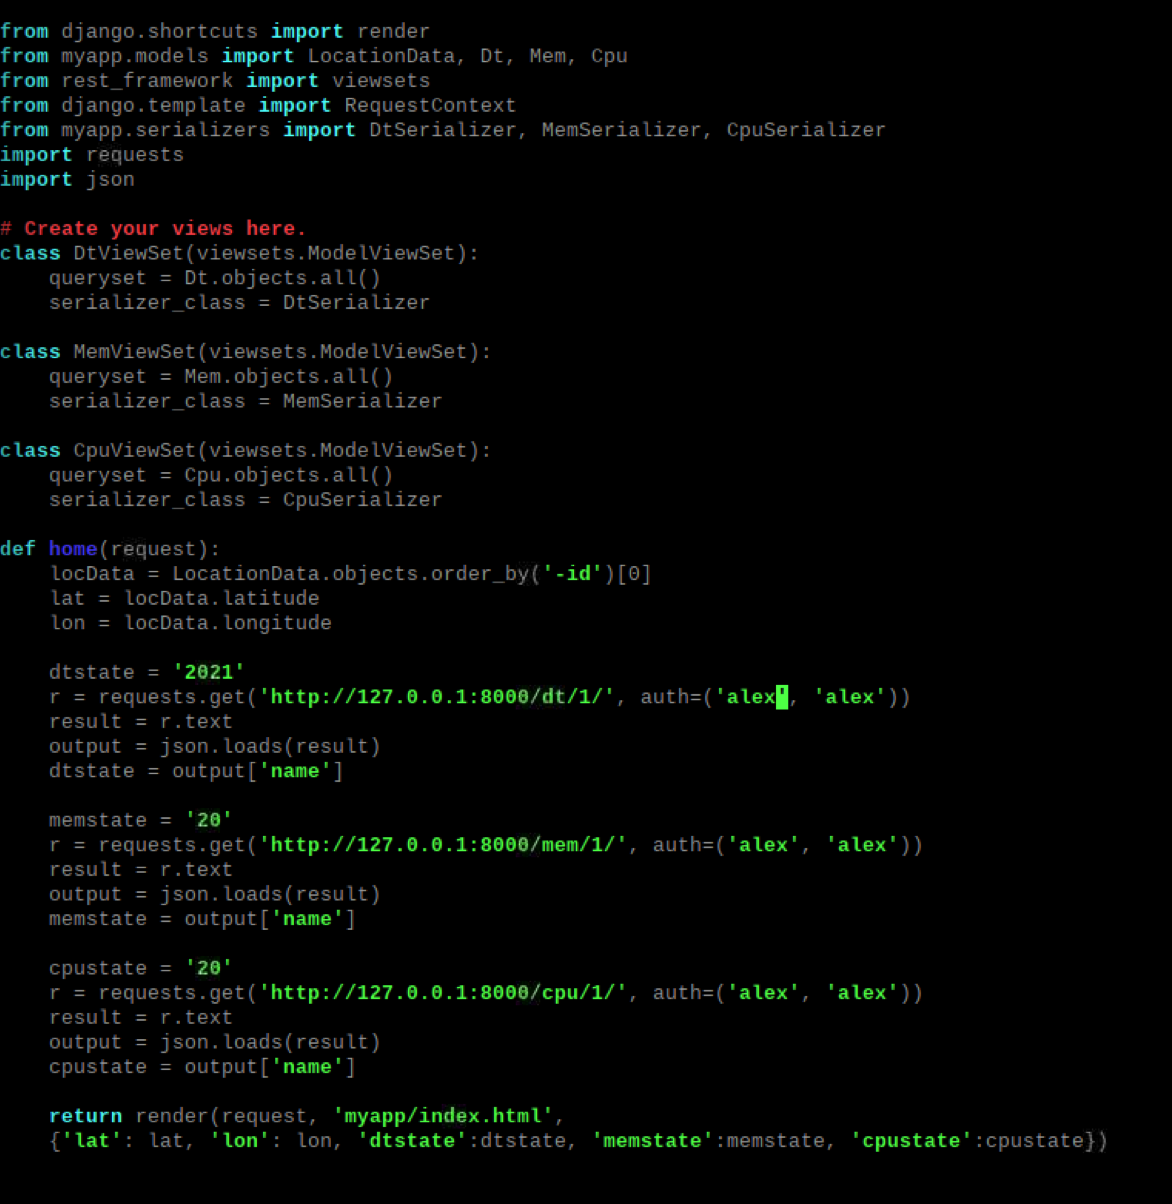 from django.shortcuts import render
from myapp.models import LocationData, Dt, Mem, Cpu
from rest_framework import viewsets
from django.template import RequestContext
from myapp.serializers import DtSerializer, MemSerializer, CpuSerializer
import requests
import json

# Create your views here.
class DtViewSet(viewsets.ModelViewSet):
    queryset = Dt.objects.all()
    serializer_class = DtSerializer

class MemViewSet(viewsets.ModelViewSet):
    queryset = Mem.objects.all()
    serializer_class = MemSerializer

class CpuViewSet(viewsets.ModelViewSet):
    queryset = Cpu.objects.all()
    serializer_class = CpuSerializer

def home(request):
    locData = LocationData.objects.order_by('-id')[0]
    lat = locData.latitude
    lon = locData.longitude

    dtstate = '2021'
    r = requests.get('http://127.0.0.1:8000/dt/1/', auth=('alex', 'alex'))
    result = r.text
    output = json.loads(result)
    dtstate = output['name']

    memstate = '20'
    r = requests.get('http://127.0.0.1:8000/mem/1/', auth=('alex', 'alex'))
    result = r.text
    output = json.loads(result)
    memstate = output['name']

    cpustate = '20'
    r = requests.get('http://127.0.0.1:8000/cpu/1/', auth=('alex', 'alex'))
    result = r.text
    output = json.loads(result)
    cpustate = output['name']

    return render(request, 'myapp/index.html',
    {'lat': lat, 'lon': lon, 'dtstate':dtstate, 'memstate':memstate, 'cpustate':cpustate})